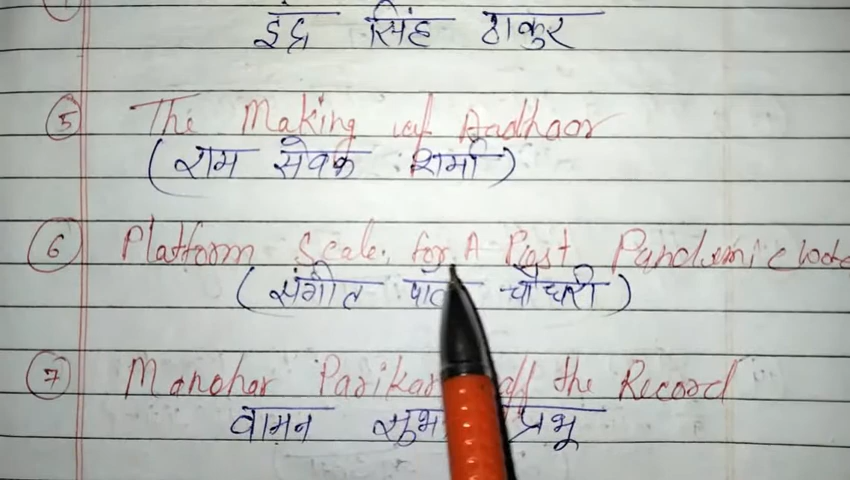 इंद्र सिंह ठाकुर
5 The Making of Aadhaar
(राम सेवक शर्मा)
6 Platform Scale, for A Post Pandemic
(संगीत चौधरी)
7 Manohar Parikar off the Record
वामन प्रभू